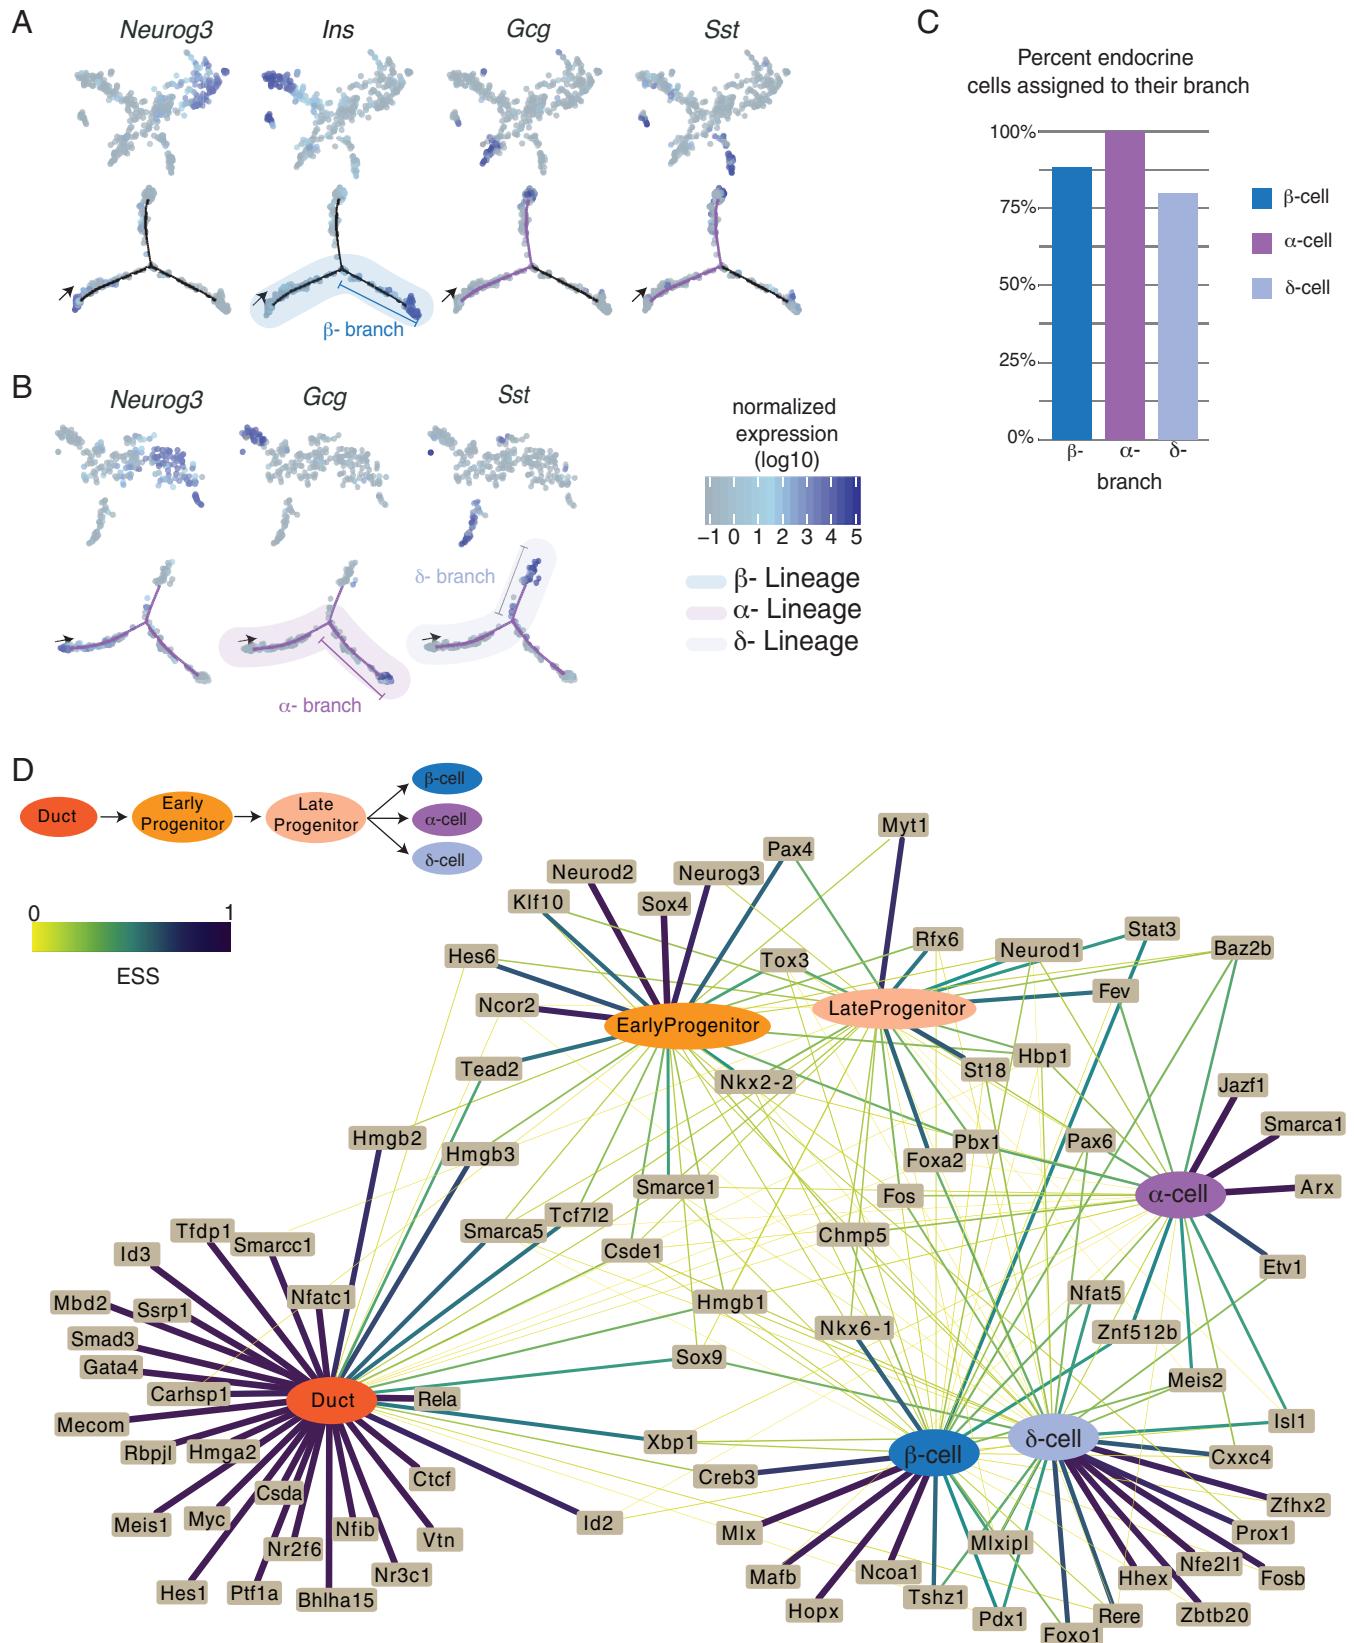 A
Neurog3
Ins
Gcg
Sst
β- branch
B
Neurog3
Gcg
Sst
δ- branch
α- branch
normalized
expression
(log10)
−1 0 1 2 3 4 5
β- Lineage
α- Lineage
δ- Lineage
C
Percent endocrine
cells assigned to their branch
100%
75%
50%
25%
0%
β-
α-
δ-
branch
β-cell
α-cell
δ-cell
D
Duct
Early
Progenitor
Late
Progenitor
β-cell
α-cell
δ-cell
0
1
ESS
Myt1
Pax4
Neurod2
Neurog3
Klf10
Sox4
Stat3
Rfx6
Neurod1
Baz2b
Hes6
Tox3
Fev
Ncor2
LateProgenitor
EarlyProgenitor
Hbp1
Tead2
St18
Nkx2-2
Jazf1
Smarca1
Hmgb2
Hmgb3
Pbx1
Pax6
Foxa2
Smarce1
Fos
α-cell
Arx
Tcf7l2
Tfdp1
Smarcc1
Smarca5
Id3
Csde1
Chmp5
Etv1
Nfatc1
Mbd2
Ssrp1
Hmgb1
Nfat5
Nkx6-1
Znf512b
Smad3
Sox9
Gata4
Meis2
Carhsp1
Duct
Rela
Mecom
Isl1
Xbp1
δ-cell
Rbpjl
Hmga2
β-cell
Cxxc4
Creb3
Ctcf
Csda
Zfhx2
Meis1
Myc
Nfib
Vtn
Id2
Mlx
Prox1
Nr2f6
Mlxipl
Nfe2l1
Nr3c1
Mafb
Ncoa1
Hhex
Fosb
Hes1
Ptf1a
Bhlha15
Tshz1
Hopx
Pdx1
Rere
Zbtb20
Foxo1